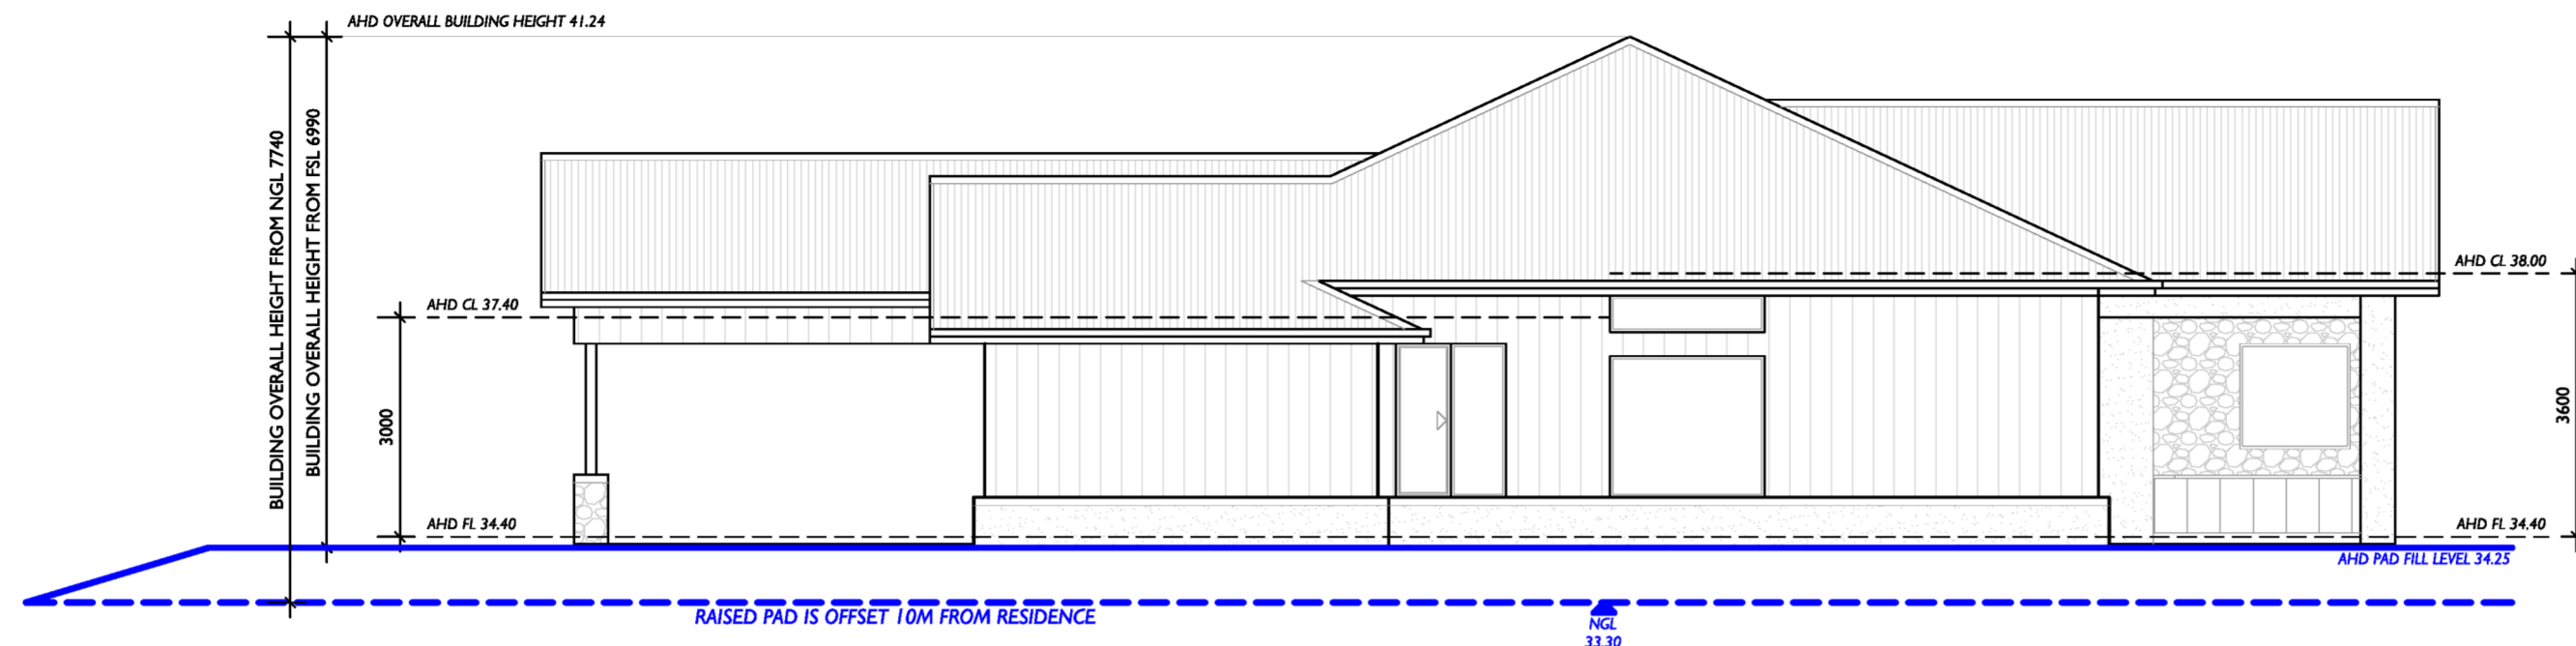 AHD OVERALL BUILDING HEIGHT 41.24
BUILDING OVERALL HEIGHT FROM NGL 7740
BUILDING OVERALL HEIGHT FROM FSL 6990
AHD CL 38.00
AHD CL 37.40
3000
3600
AHD FL 34.40
AHD FL 34.40
AHD PAD FILL LEVEL 34.25
RAISED PAD IS OFFSET 10M FROM RESIDENCE
NGL
33.30